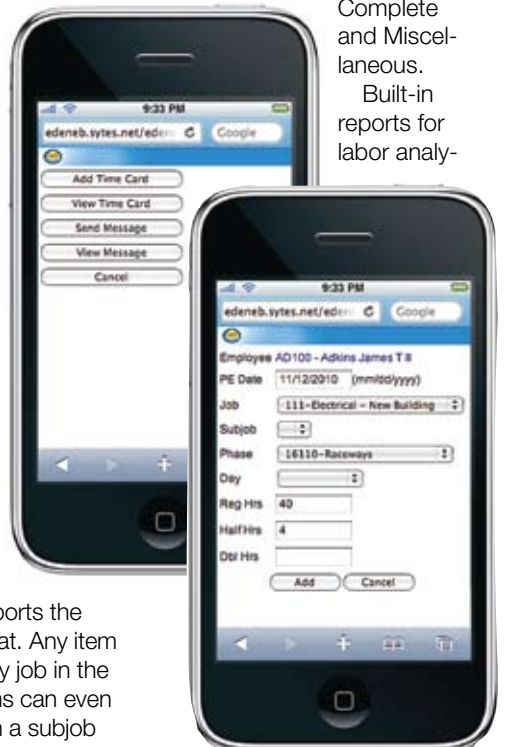 Complete
and Miscel-
laneous.
Built-in
reports for
labor analy-
9:33 PM
edeneb.sytes.net/eden Google
Add Time Card
View Time Card
Send Message
View Message
Cancel
9:33 PM
edeneb.sytes.net/eden Google
Employee AD100 - Adkins James T II
PE Date 11/12/2010 (mm/dd/yyyy)
Job 111-Electrical - New Building
Subjob
Phase 16110-Raceways
Day
Reg Hrs 40
Half Hrs 4
Dbl Hrs
Add Cancel
ports the
at. Any item
y job in the
ns can even
n a subjob